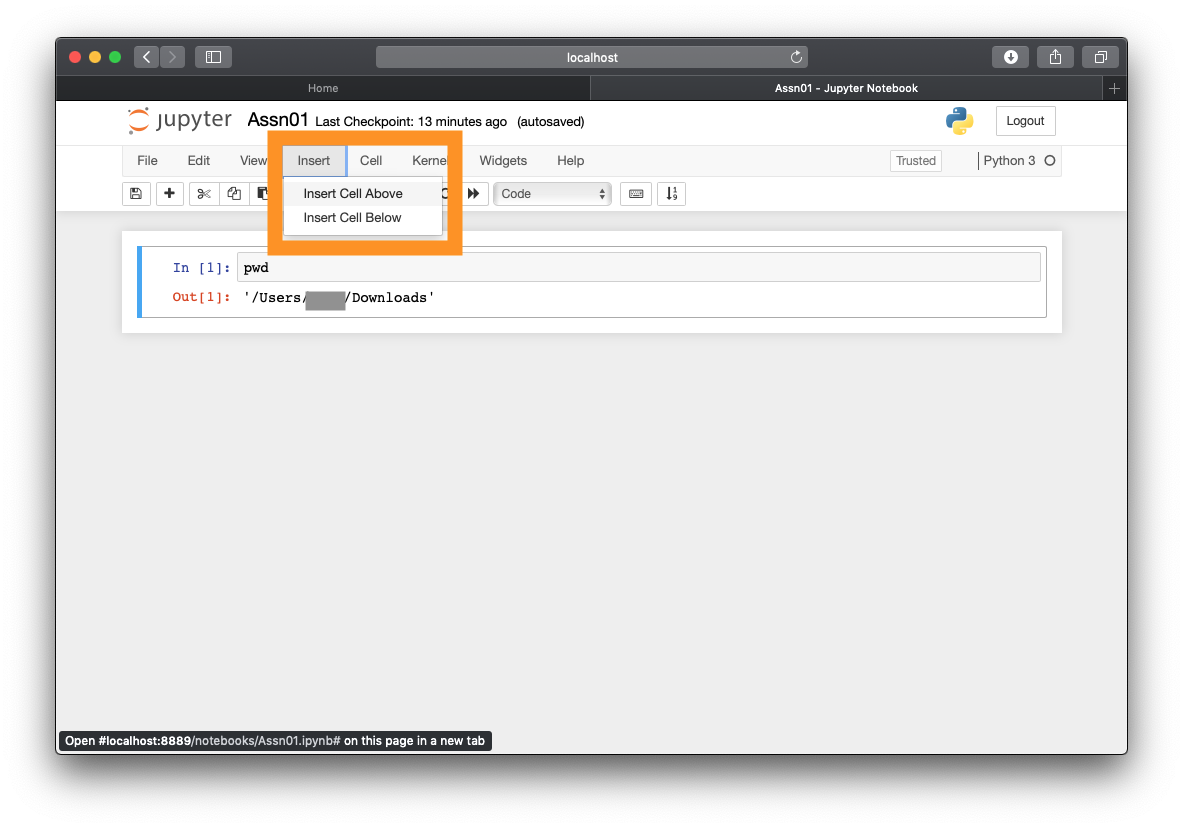 localhost
Home
Assn01 - Jupyter Notebook
jupyter Assn01 Last Checkpoint: 13 minutes ago (autosaved)
Logout
File Edit View Insert Cell Widgets Help Trusted Python 3
Code
Insert Cell Above
Insert Cell Below
In [1]: pwd
Out[1]: '/Users/ /Downloads'
Open #localhost:8889/notebooks/Assn01.ipynb# on this page in a new tab